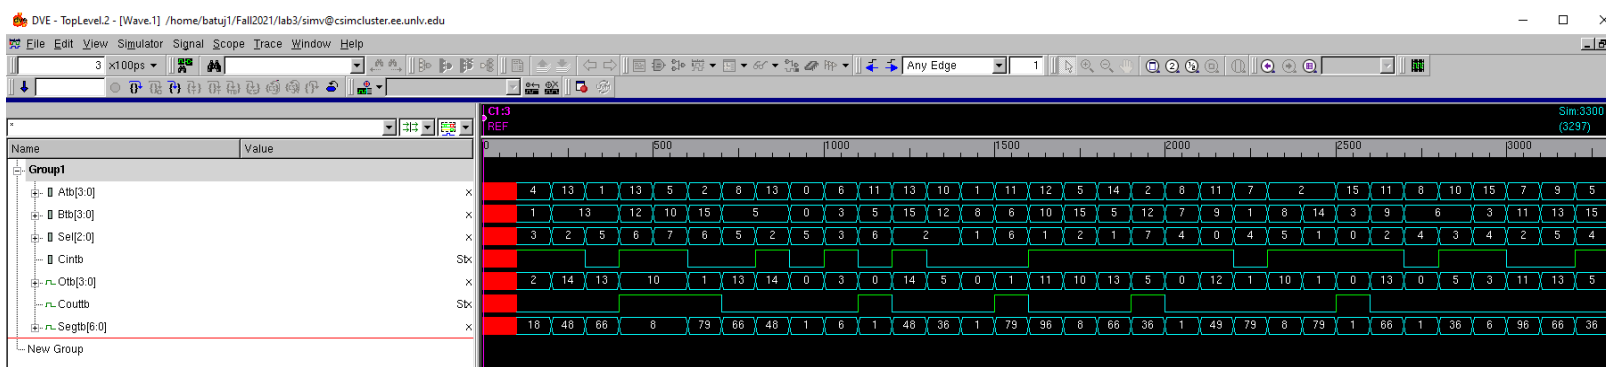 DVE - TopLevel.2 - [Wave.1] /home/batuj1/Fall2021/lab3/simv@csimcluster.ee.unlv.edu
File Edit View Simulator Signal Scope Trace Window Help
3 x100ps Any Edge 1
C1:3 Sim:3300
REF (3297)
*
Name Value 0 500 1000 1500 2000 2500 3000
Group1
Atb[3:0] X 4 13 1 13 5 2 8 13 0 6 11 13 10 1 11 12 5 14 2 8 11 7 2 15 11 8 10 15 7 9 5
Btb[3:0] X 1 13 12 10 15 5 0 3 5 15 12 8 6 10 15 5 12 7 9 1 8 14 3 9 6 3 11 13 15
Sel[2:0] X 3 2 5 6 7 6 5 2 5 3 6 2 1 6 1 2 1 7 4 0 4 5 1 0 2 4 3 4 2 5 4
Cintb StX
Otb[3:0] X 2 14 13 10 1 13 14 0 3 0 14 5 0 1 11 10 13 5 0 12 1 10 1 0 13 0 5 3 11 13 5
Couttb StX
Segtb[6:0] X 18 48 66 8 79 66 48 1 6 1 48 36 1 79 96 8 66 36 1 49 79 8 79 1 66 1 36 6 96 66 36
New Group